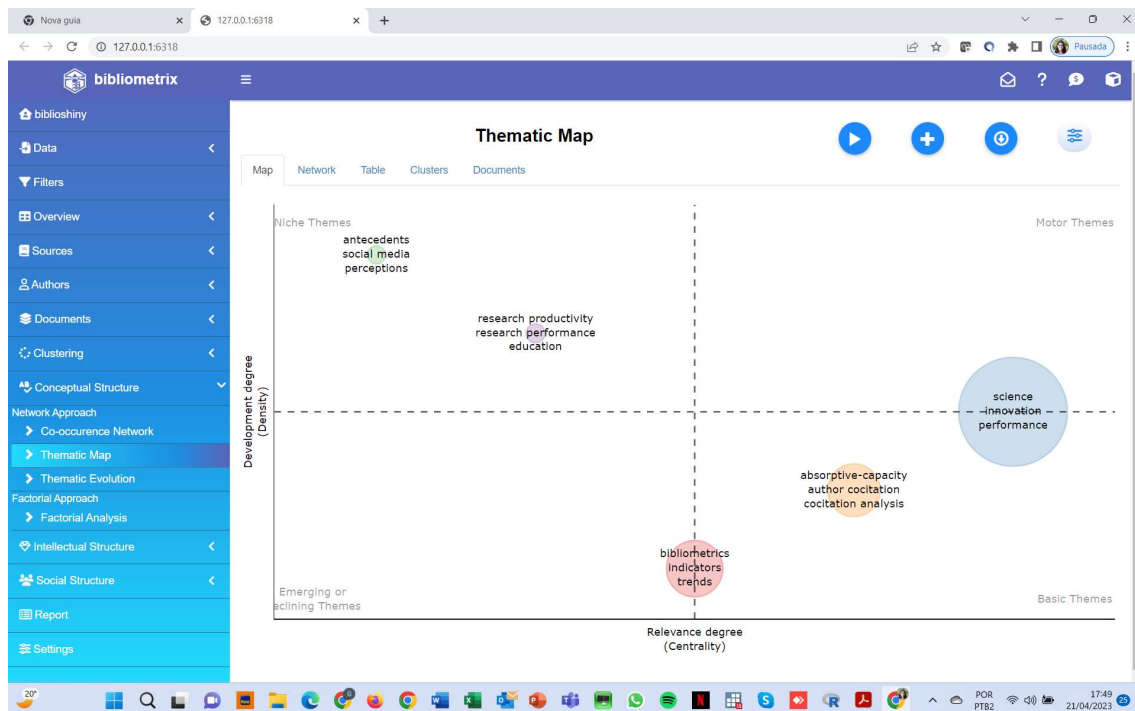 Nova guia
127.0.0.1:6318
127.0.0.1:6318
Pausada
bibliometrix
biblioshiny
Data
Filters
Overview
Sources
Authors
Documents
Clustering
Conceptual Structure
Network Approach
Co-occurence Network
Thematic Map
Thematic Evolution
Factorial Approach
Factorial Analysis
Intellectual Structure
Social Structure
Report
Settings
Thematic Map
Map Network Table Clusters Documents
Niche Themes
Motor Themes
antecedents
social media
perceptions
research productivity
research performance
education
science
innovation
performance
Development degree
(Density)
absorptive-capacity
author cocitation
cocitation analysis
bibliometrics
indicators
trends
Emerging or
eclining Themes
Basic Themes
Relevance degree
(Centrality)
20°
POR
PTB2
17:49
21/04/2023
25